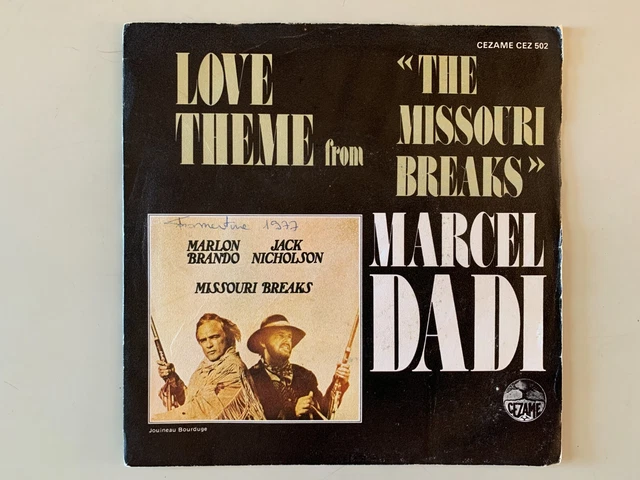 CEZAME CEZ 502
LOVE
THEME from
« THE
MISSOURI
BREAKS »
MARCEL
DADI
1977
MARLON JACK
BRANDO NICHOLSON
MISSOURI BREAKS
CEZAME
Jouineau Bourduge